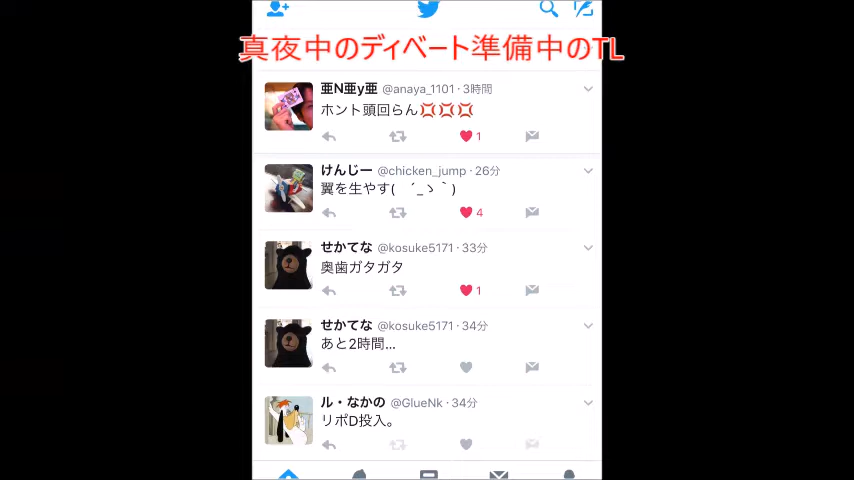 真夜中のディベート準備中のTL
亜N亜y亜 @anaya_1101・3時間
ホント頭回らん💢💢💢
1
けんじー @chicken_jump・26分
翼を生やす(　´_ゝ｀)
4
せかてな @kosuke5171・33分
奥歯ガタガタ
1
せかてな @kosuke5171・34分
あと2時間...
ル・なかの @GlueNk・34分
リポD投入。